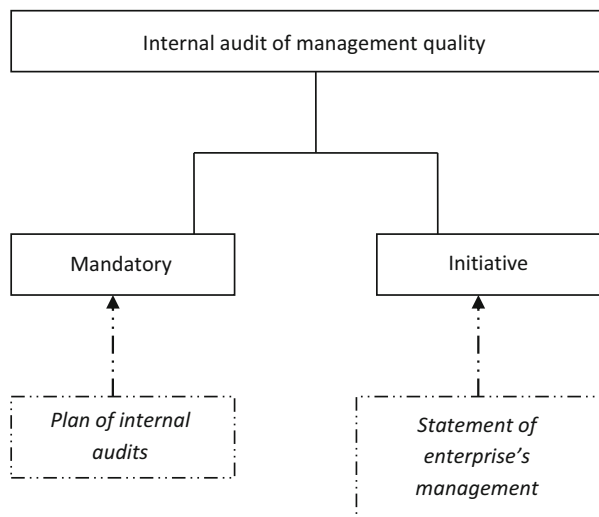 Internal audit of management quality
Mandatory
Initiative
Plan of internal
audits
Statement of
enterprise's
management